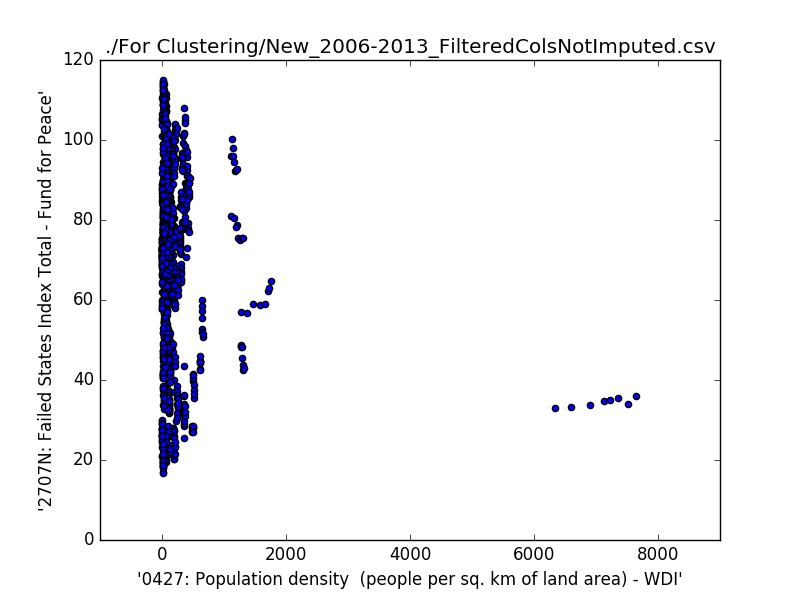 ./For Clustering/New_2006-2013_FilteredColsNotImputed.csv
120
100
80
60
40
20
0
'2707N: Failed States Index Total - Fund for Peace'
0 2000 4000 6000 8000
'0427: Population density  (people per sq. km of land area) - WDI'